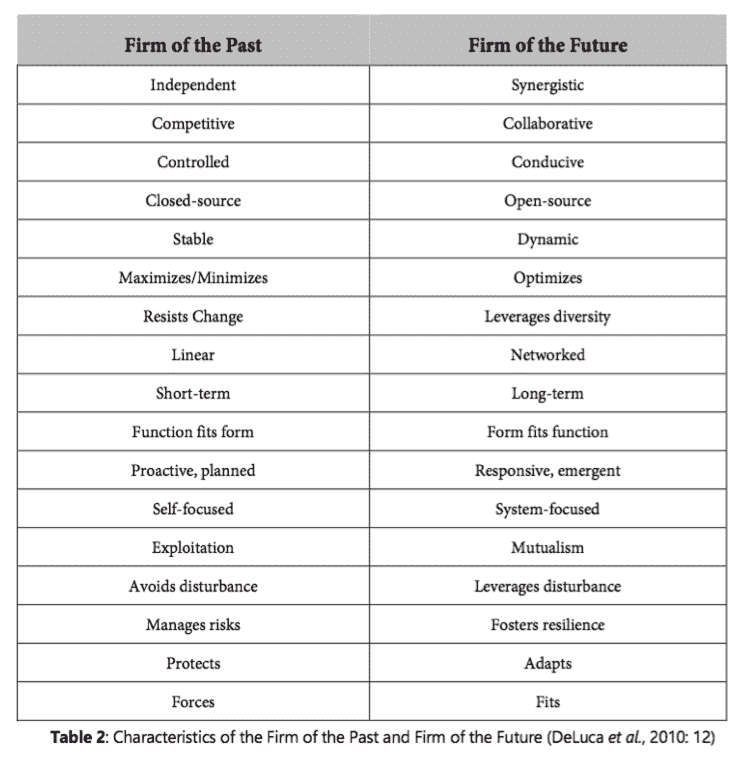 Firm of the Past Firm of the Future
Independent Synergistic
Competitive Collaborative
Controlled Conducive
Closed-source Open-source
Stable Dynamic
Maximizes/Minimizes Optimizes
Resists Change Leverages diversity
Linear Networked
Short-term Long-term
Function fits form Form fits function
Proactive, planned Responsive, emergent
Self-focused System-focused
Exploitation Mutualism
Avoids disturbance Leverages disturbance
Manages risks Fosters resilience
Protects Adapts
Forces Fits
Table 2: Characteristics of the Firm of the Past and Firm of the Future (DeLuca et al., 2010: 12)